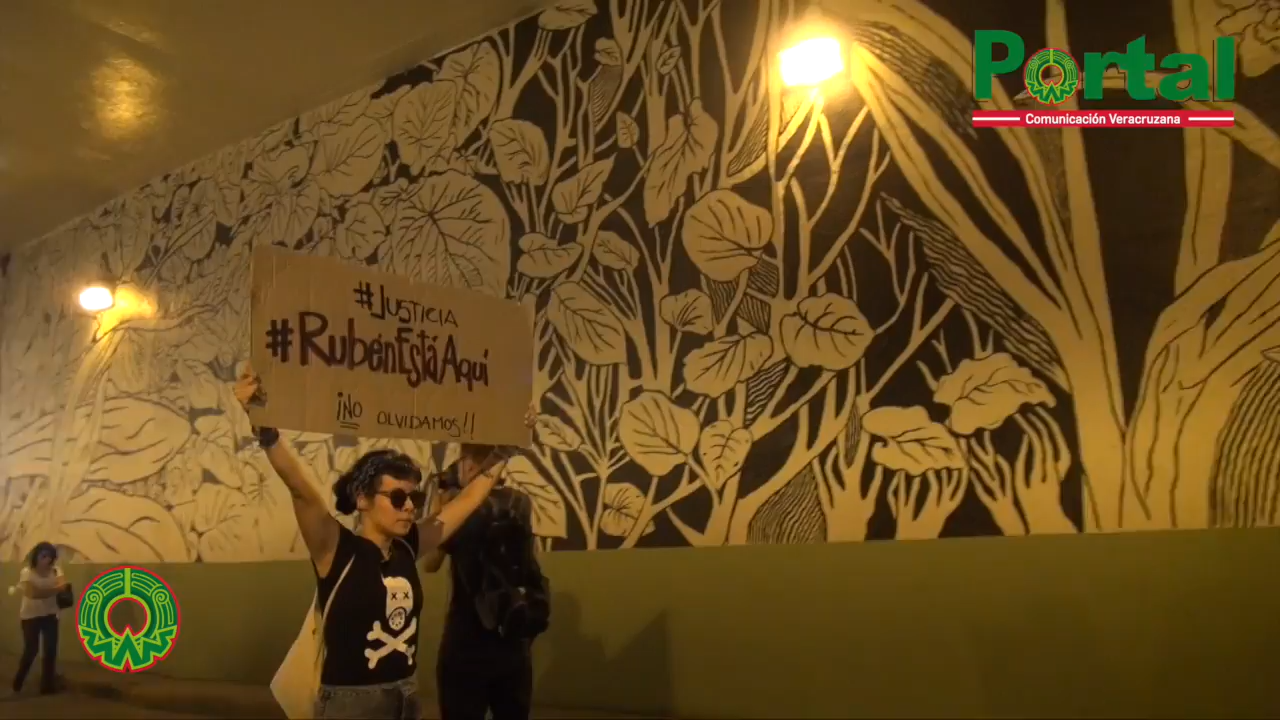 Portal
Comunicación Veracruzana
#JUSTICIA
#RubénEstáAquí
¡NO OLVIDAMOS!!